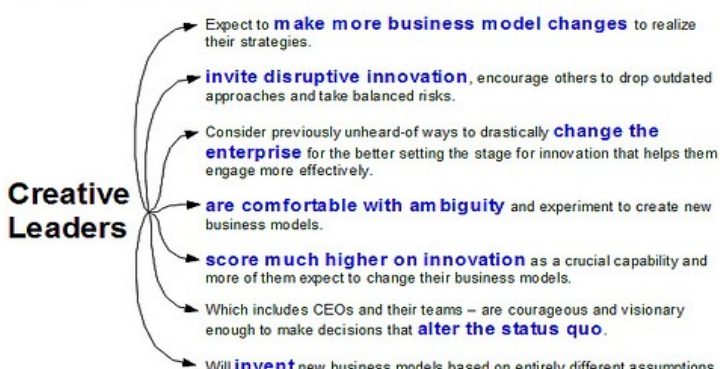 Creative
Leaders
Expect to make more business model changes to realize
their strategies.
invite disruptive innovation, encourage others to drop outdated
approaches and take balanced risks.
Consider previously unheard-of ways to drastically change the
enterprise for the better setting the stage for innovation that helps them
engage more effectively.
are comfortable with ambiguity and experiment to create new
business models.
score much higher on innovation as a crucial capability and
more of them expect to change their business models.
Which includes CEOs and their teams – are courageous and visionary
enough to make decisions that alter the status quo.
Will invent new business models based on entirely different assumptions